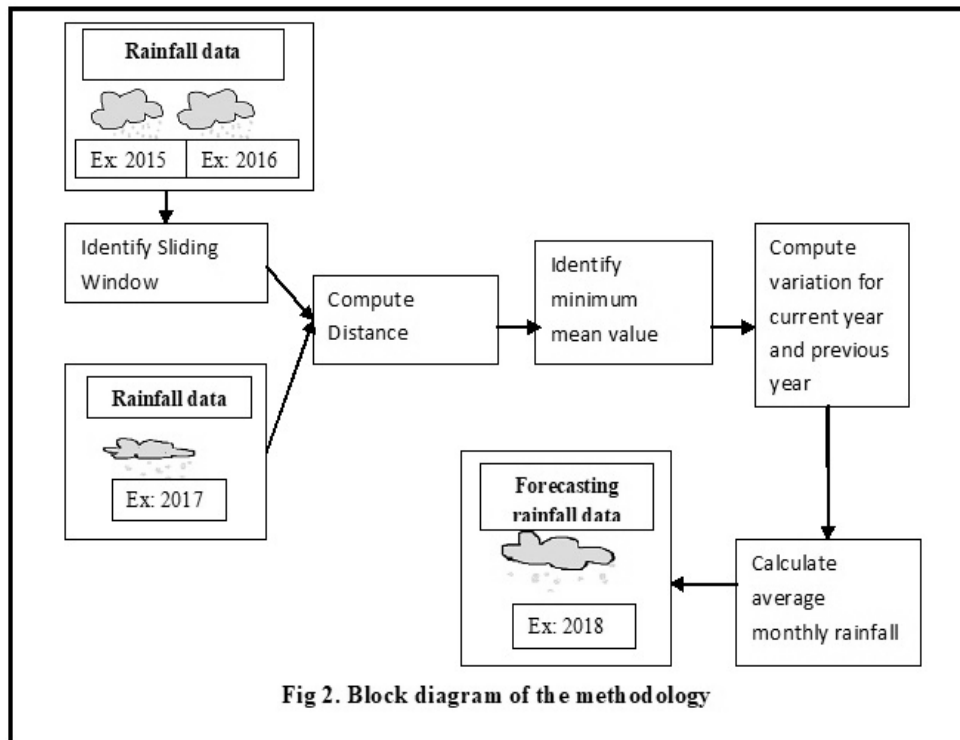 Rainfall data
Ex: 2015
Ex: 2016
Identify Sliding
Window
Rainfall data
Ex: 2017
Compute
Distance
Identify
minimum
mean value
Compute
variation for
current year
and previous
year
Calculate
average
monthly rainfall
Forecasting
rainfall data
Ex: 2018
Fig 2. Block diagram of the methodology